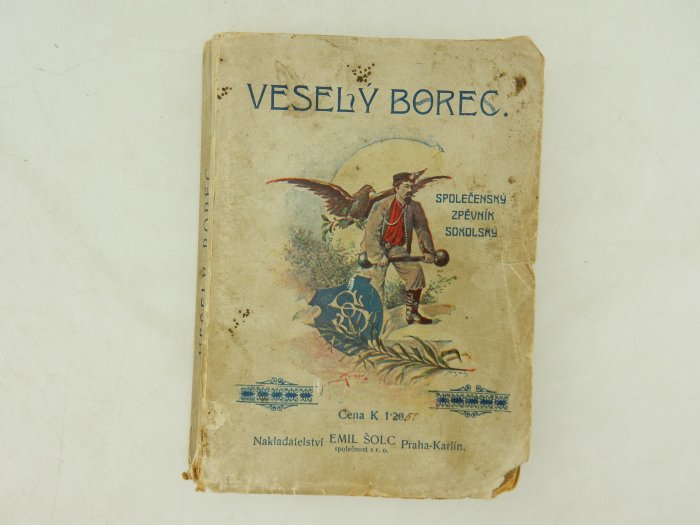 VESELÝ BOREC.
SPOLEČENSKÝ
ZPĚVNÍK
SOKOLSKÝ
Cena K 1·20
Nakladatelství EMIL ŠOLC Praha-Karlín.
společnost s r. o.
VESELÝ BOREC